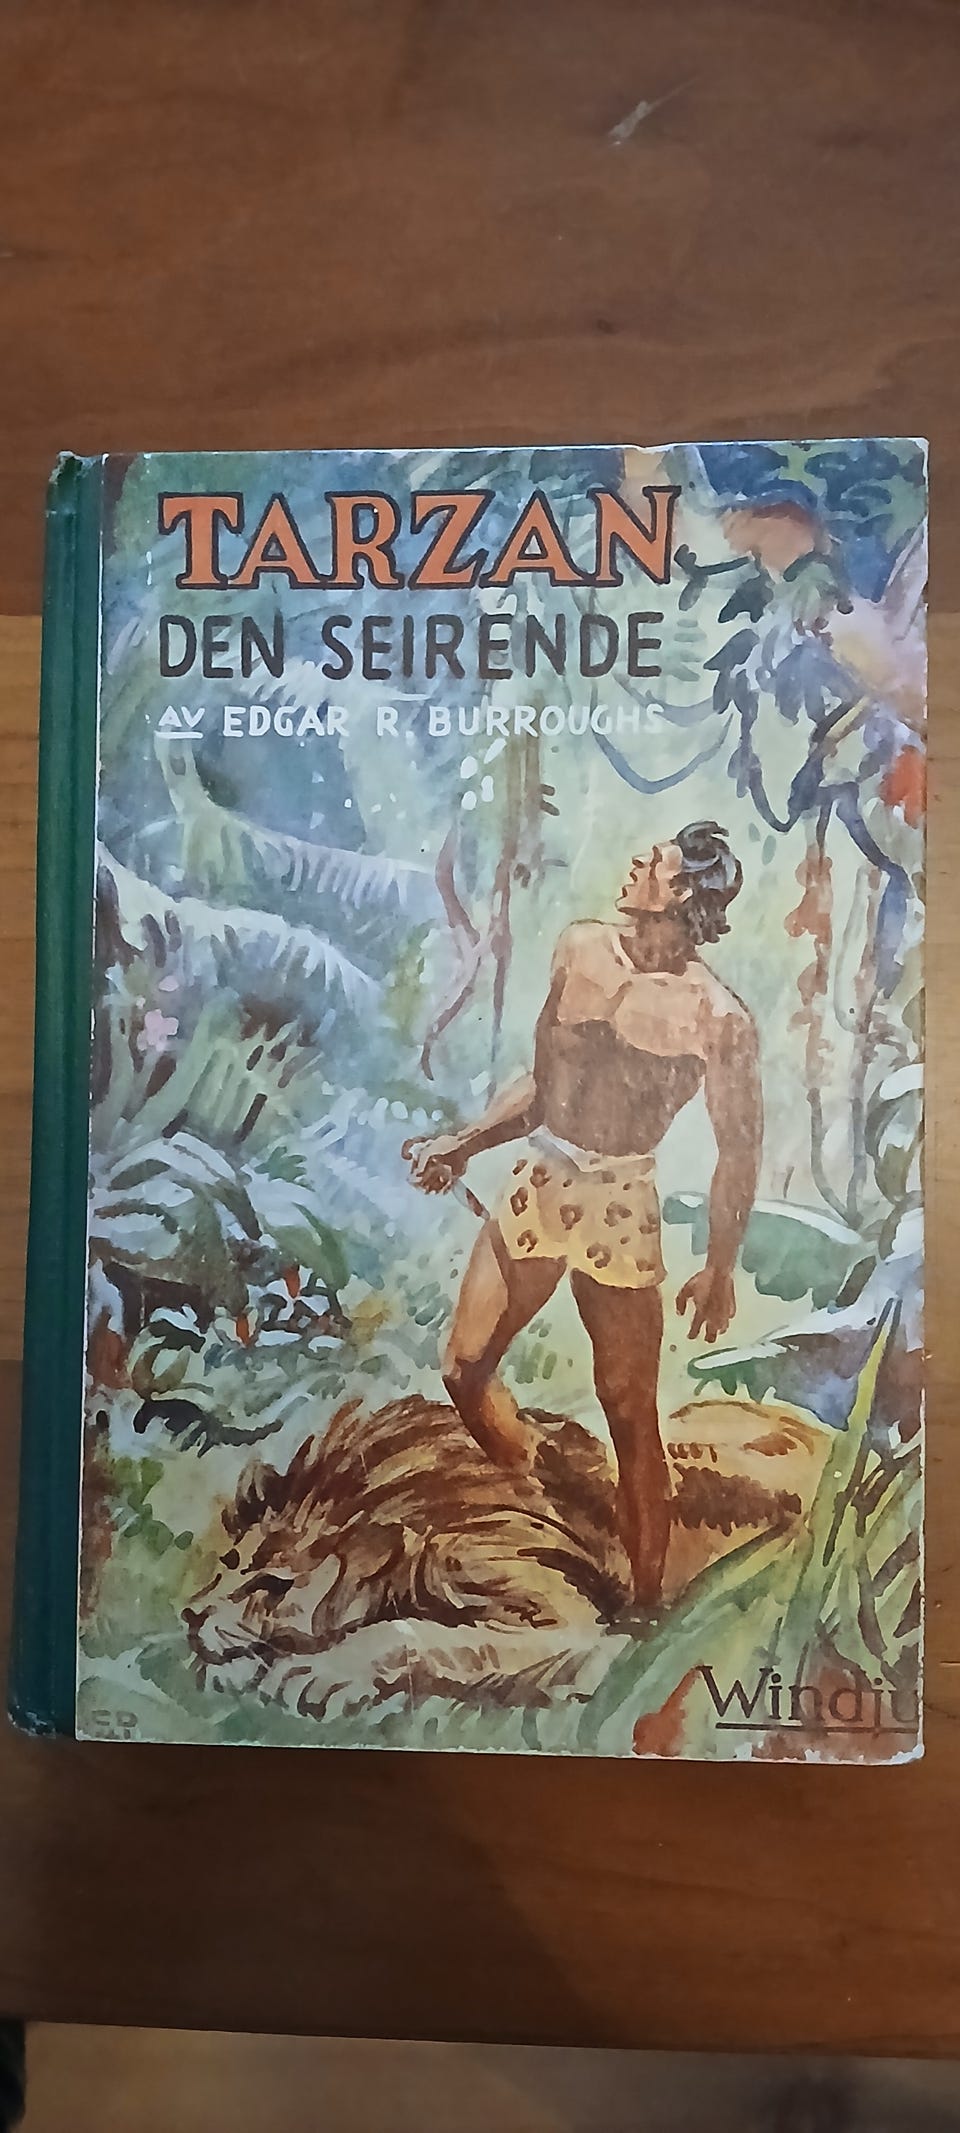 TARZAN
DEN SEIRENDE
AV EDGAR R. BURROUGHS